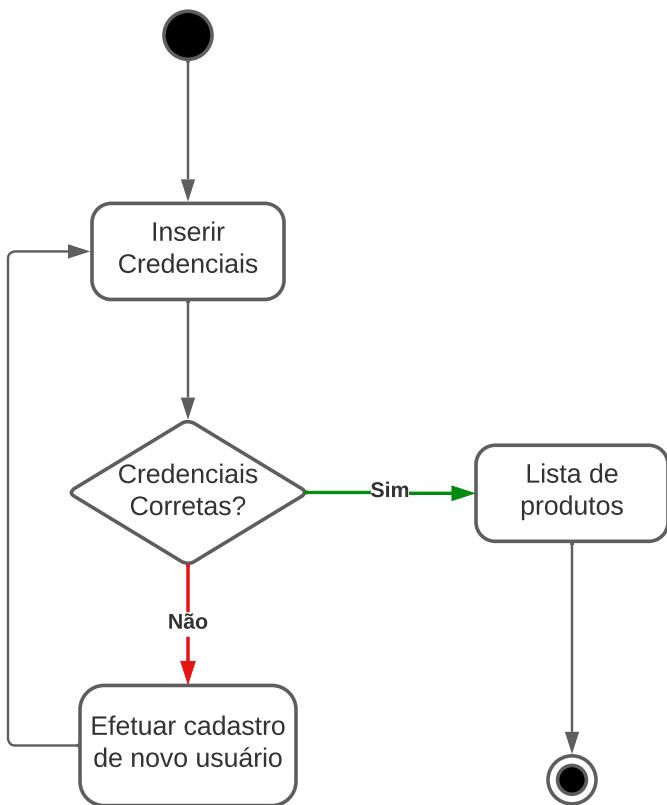 Inserir
Credenciais
Credenciais
Corretas?
Sim
Lista de
produtos
Não
Efetuar cadastro
de novo usuário